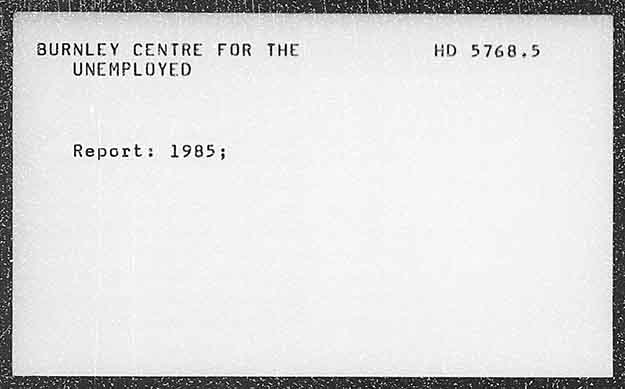 BURNLEY CENTRE FOR THE HD 5768.5
UNEMPLOYED
Report: 1985;